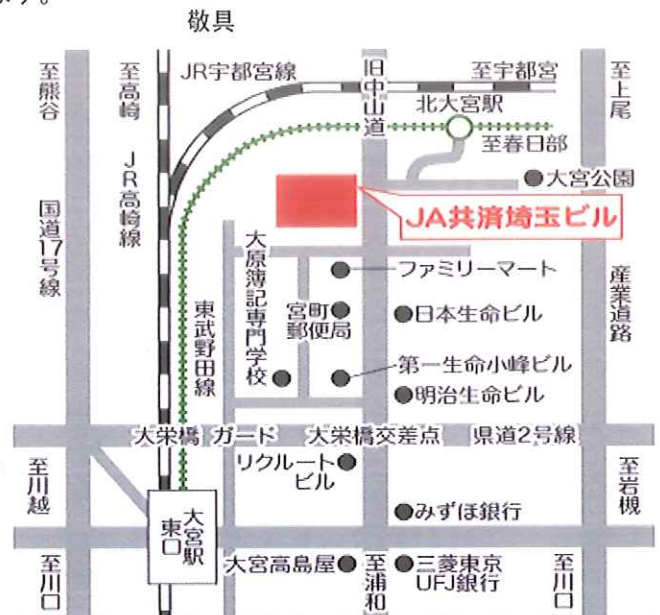 ます。
敬具
至熊谷
至高崎
JR宇都宮線
旧中山道
至宇都宮
至上尾
北大宮駅
至春日部
JR高崎線
大宮公園
国道17号線
JA共済埼玉ビル
大原簿記専門学校
ファミリーマート
産業道路
東武野田線
宮町
郵便局
日本生命ビル
第一生命小峰ビル
明治生命ビル
大栄橋
ガード
大栄橋交差点
県道2号線
至川越
リクルート
ビル
至岩槻
みずほ銀行
大宮駅
東口
大宮高島屋
三菱東京
UFJ銀行
至川口
至浦和
至川口